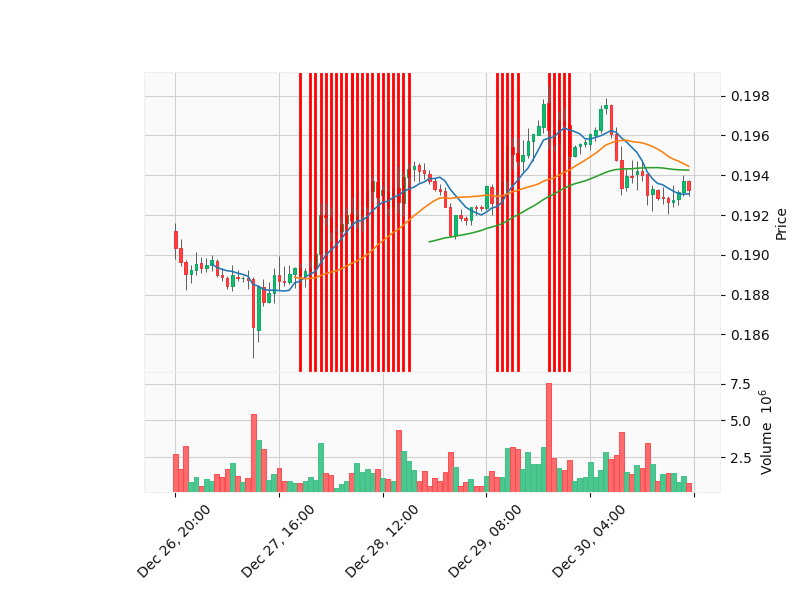 0.198
0.196
0.194
0.192
0.190
0.188
0.186
Price
7.5
5.0
2.5
Volume 10^6
Dec 26, 20:00
Dec 27, 16:00
Dec 28, 12:00
Dec 29, 08:00
Dec 30, 04:00